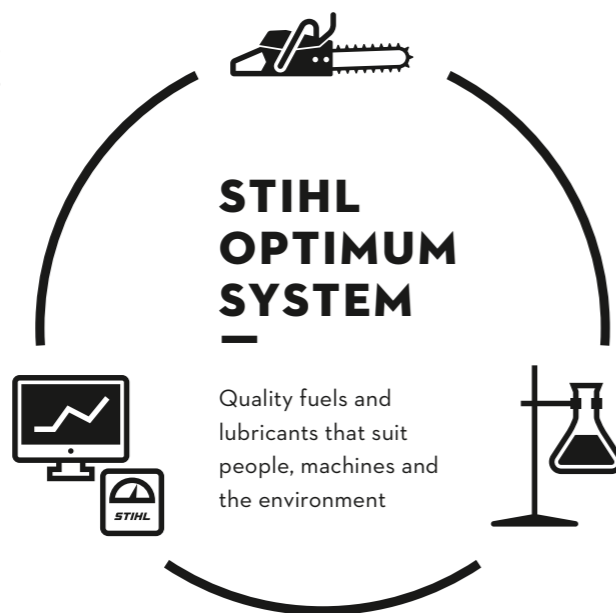 STIHL
OPTIMUM
SYSTEM
Quality fuels and
lubricants that suit
people, machines and
the environment
STIHL